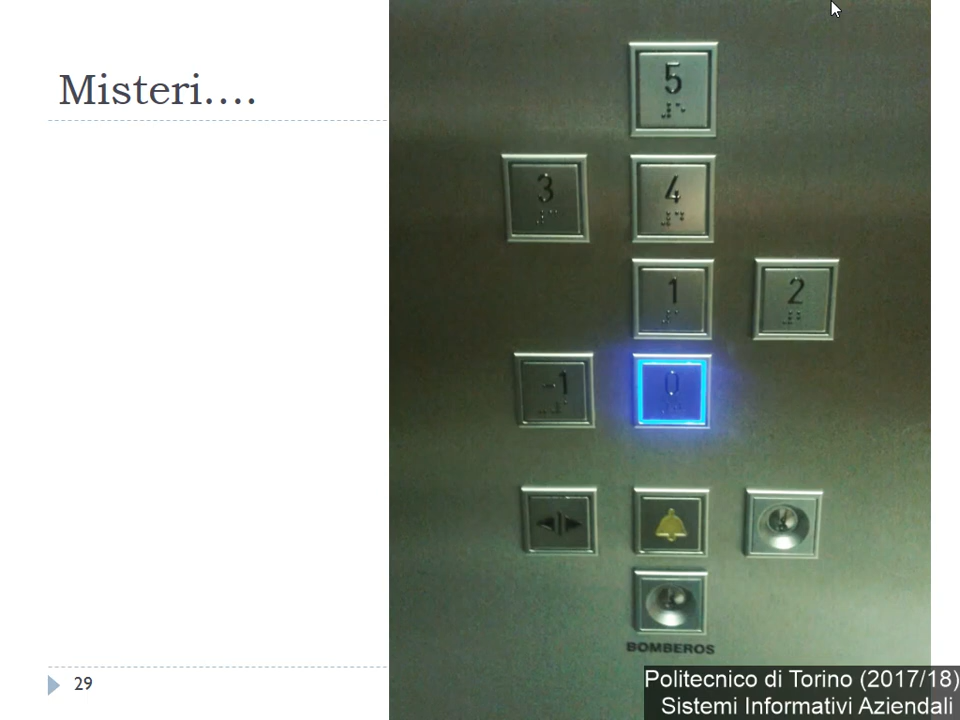 Misteri....
5
3 4
1 2
-1 0
BOMBEROS
29
Politecnico di Torino (2017/18)
Sistemi Informativi Aziendali